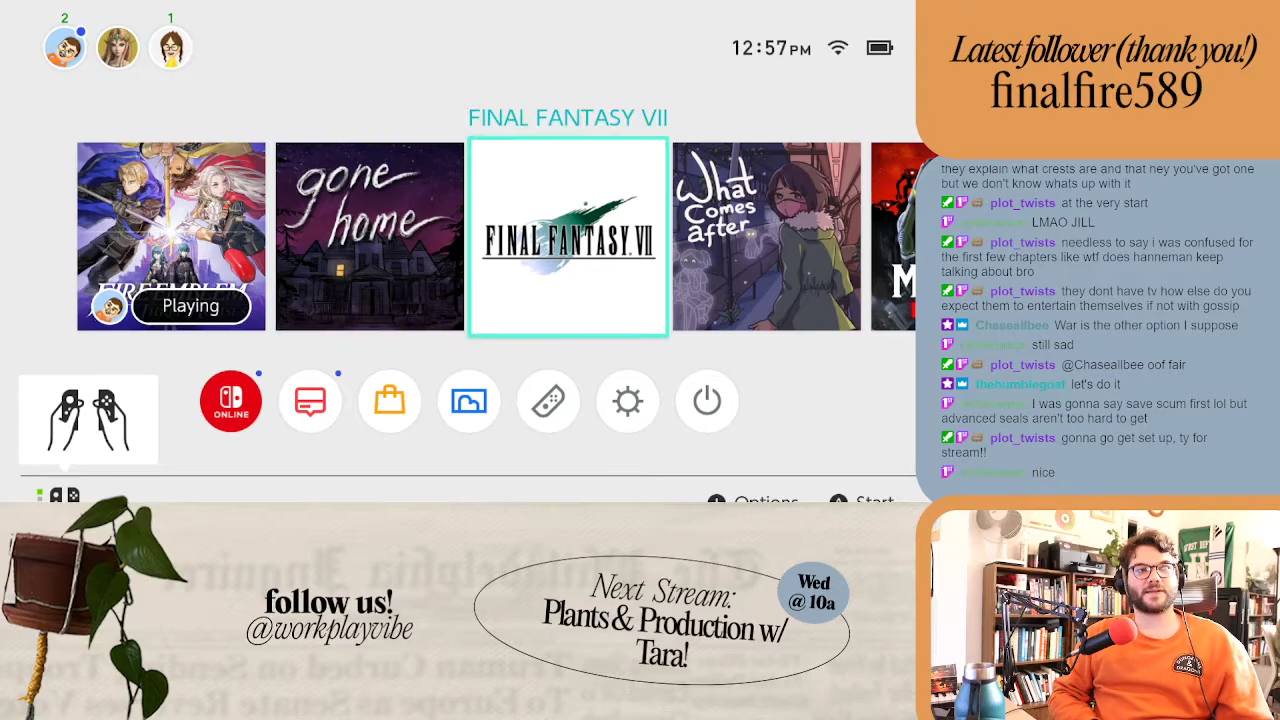 2
1
12:57PM
Latest follower (thank you!)
finalfire589
FINAL FANTASY VII
gone
home
FINAL FANTASY. VII
What
Comes
after
FIRE EMBLEM
Playing
M
ONLINE
Options
Start
they explain what crests are and that hey you've got one
but we don't know whats up with it
plot_twists at the very start
LMAO JILL
plot_twists needless to say i was confused for
the first few chapters like wtf does hanneman keep
talking about bro
plot_twists they dont have tv how else do you
expect them to entertain themselves if not with gossip
Chaseallbee War is the other option I suppose
still sad
plot_twists @Chaseallbee oof fair
thehumblegoat let's do it
I was gonna say save scum first lol but
advanced seals aren't too hard to get
plot_twists gonna go get set up, ty for
stream!!
nice
follow us!
@workplayvibe
Next Stream:
Plants & Production w/
Tara!
Wed
@ 10a
DUNGEONS
&
DRAGONS